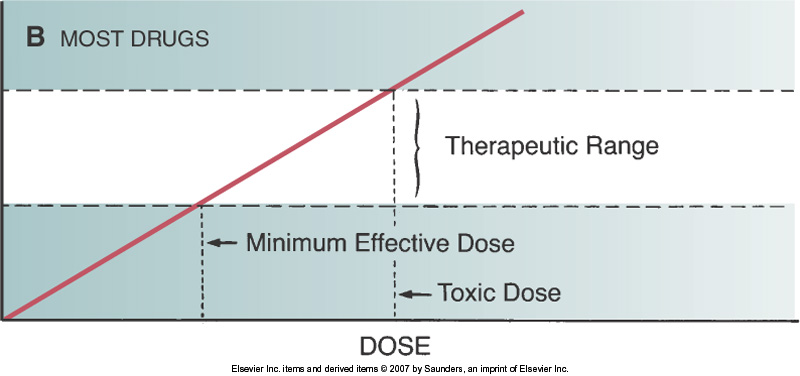 B MOST DRUGS
Therapeutic Range
Minimum Effective Dose
Toxic Dose
DOSE
Elsevier Inc. items and derived items © 2007 by Saunders, an imprint of Elsevier Inc.